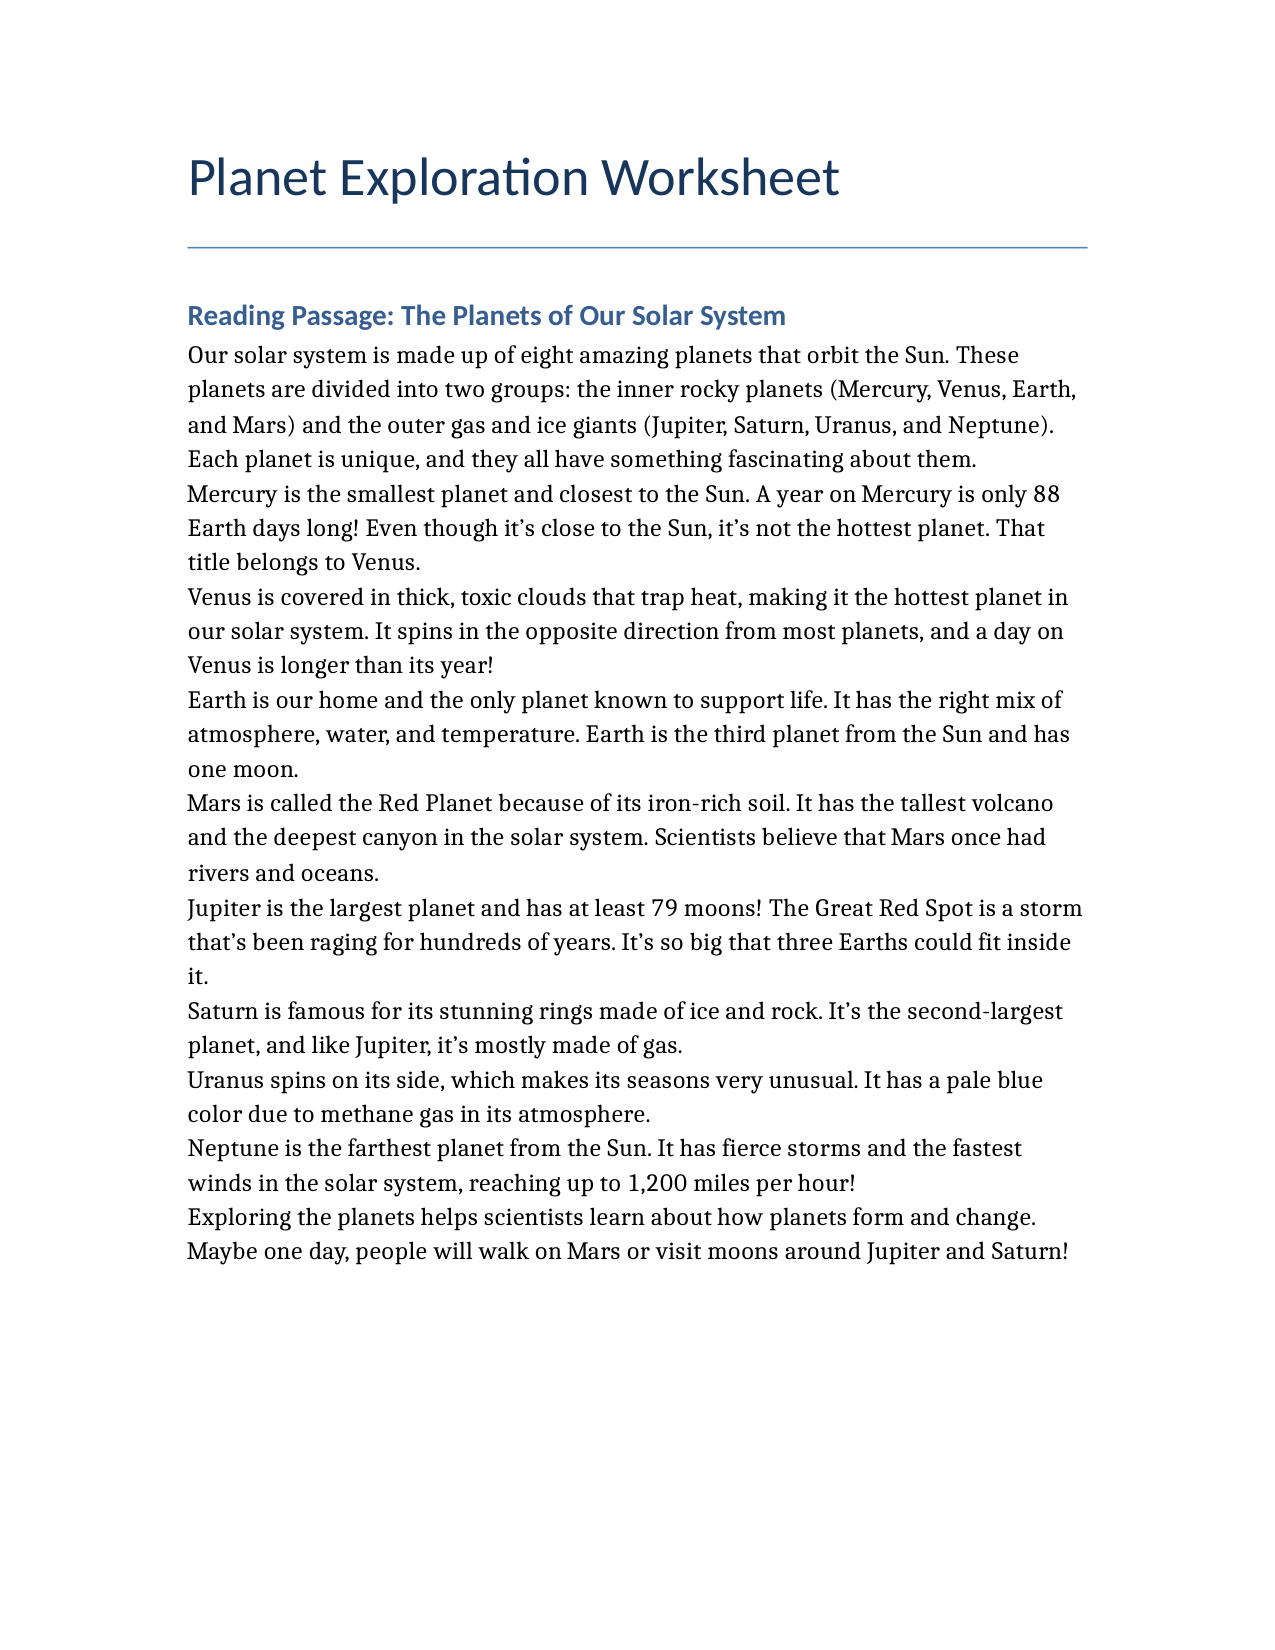 Planet Exploration Worksheet
Reading Passage: The Planets of Our Solar System
Our solar system is made up of eight amazing planets that orbit the Sun. These
planets are divided into two groups: the inner rocky planets (Mercury, Venus, Earth,
and Mars) and the outer gas and ice giants (Jupiter, Saturn, Uranus, and Neptune).
Each planet is unique, and they all have something fascinating about them.
Mercury is the smallest planet and closest to the Sun. A year on Mercury is only 88
Earth days long! Even though it’s close to the Sun, it’s not the hottest planet. That
title belongs to Venus.
Venus is covered in thick, toxic clouds that trap heat, making it the hottest planet in
our solar system. It spins in the opposite direction from most planets, and a day on
Venus is longer than its year!
Earth is our home and the only planet known to support life. It has the right mix of
atmosphere, water, and temperature. Earth is the third planet from the Sun and has
one moon.
Mars is called the Red Planet because of its iron-rich soil. It has the tallest volcano
and the deepest canyon in the solar system. Scientists believe that Mars once had
rivers and oceans.
Jupiter is the largest planet and has at least 79 moons! The Great Red Spot is a storm
that’s been raging for hundreds of years. It’s so big that three Earths could fit inside
it.
Saturn is famous for its stunning rings made of ice and rock. It’s the second-largest
planet, and like Jupiter, it’s mostly made of gas.
Uranus spins on its side, which makes its seasons very unusual. It has a pale blue
color due to methane gas in its atmosphere.
Neptune is the farthest planet from the Sun. It has fierce storms and the fastest
winds in the solar system, reaching up to 1,200 miles per hour!
Exploring the planets helps scientists learn about how planets form and change.
Maybe one day, people will walk on Mars or visit moons around Jupiter and Saturn!